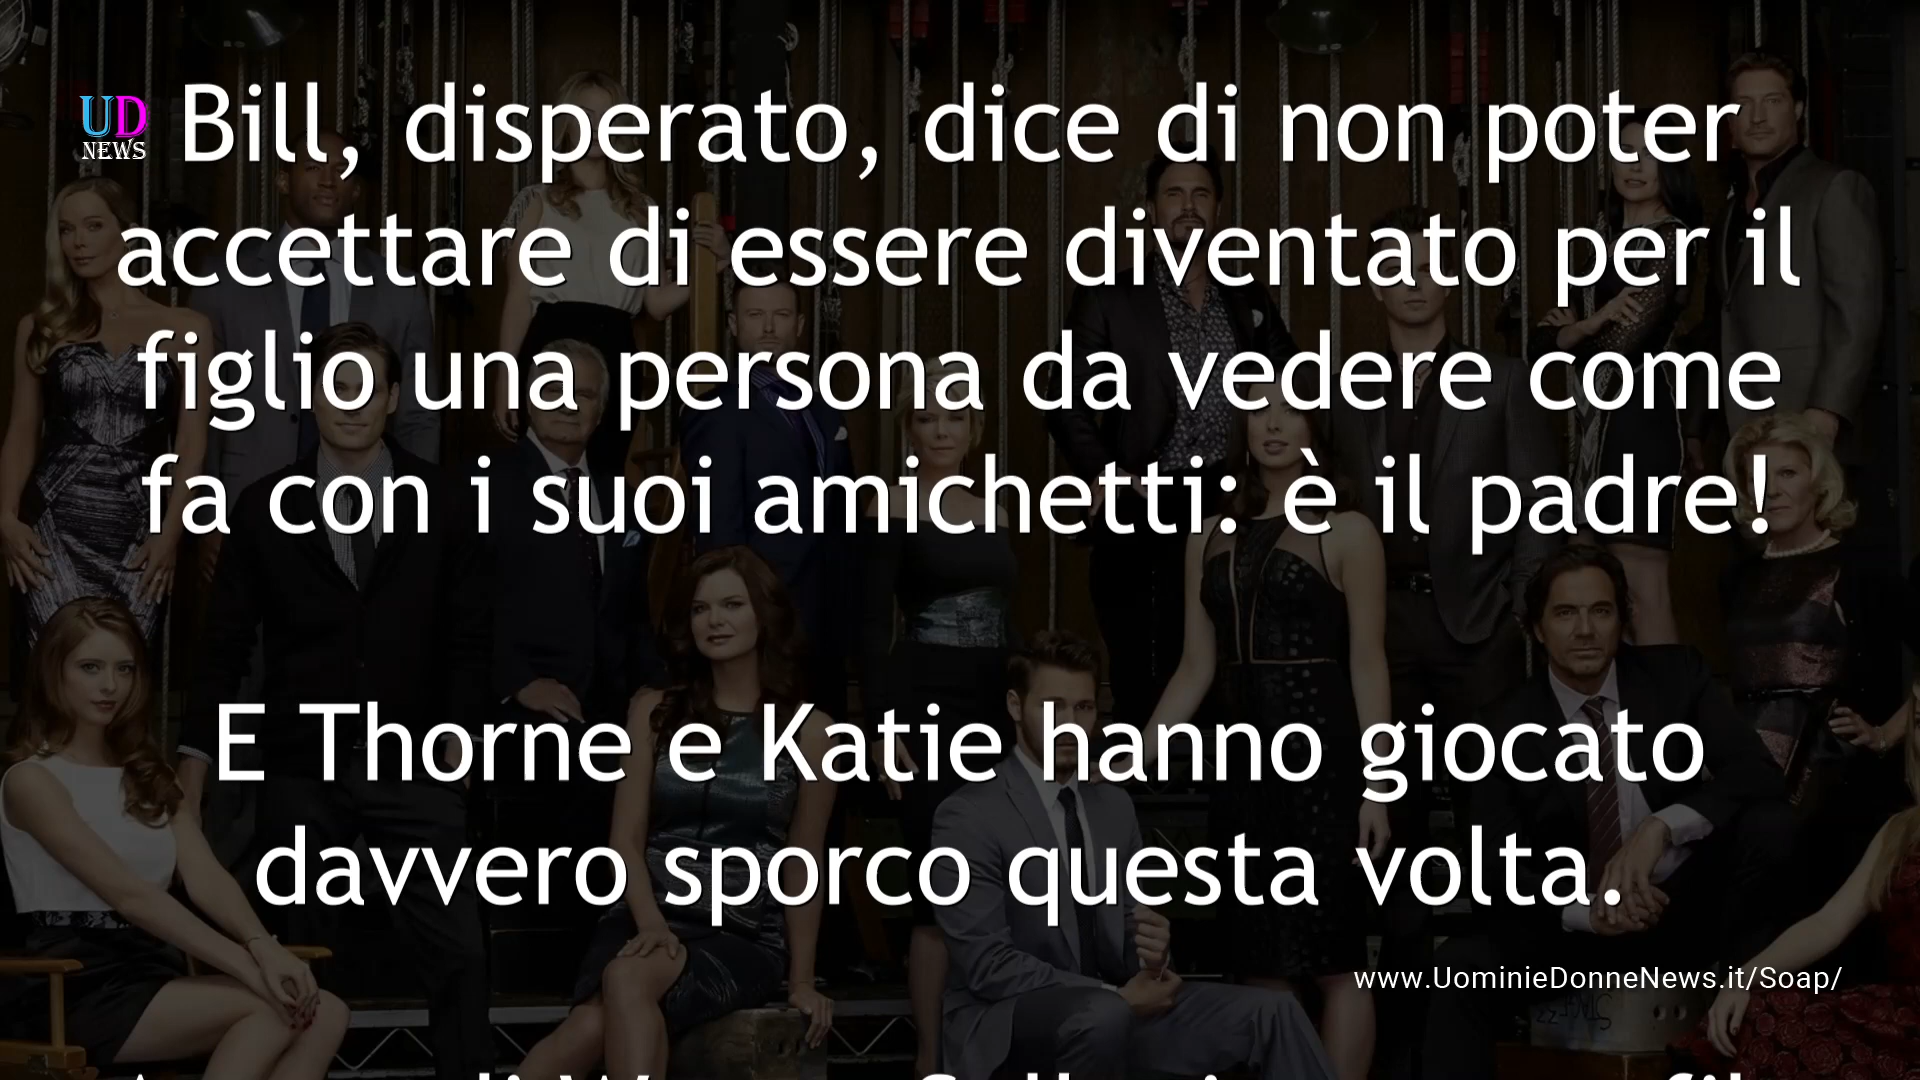 UD
NEWS
Bill, disperato, dice di non poter
accettare di essere diventato per il
figlio una persona da vedere come
fa con i suoi amichetti: è il padre!
E Thorne e Katie hanno giocato
davvero sporco questa volta.
www.UominieDonneNews.it/Soap/